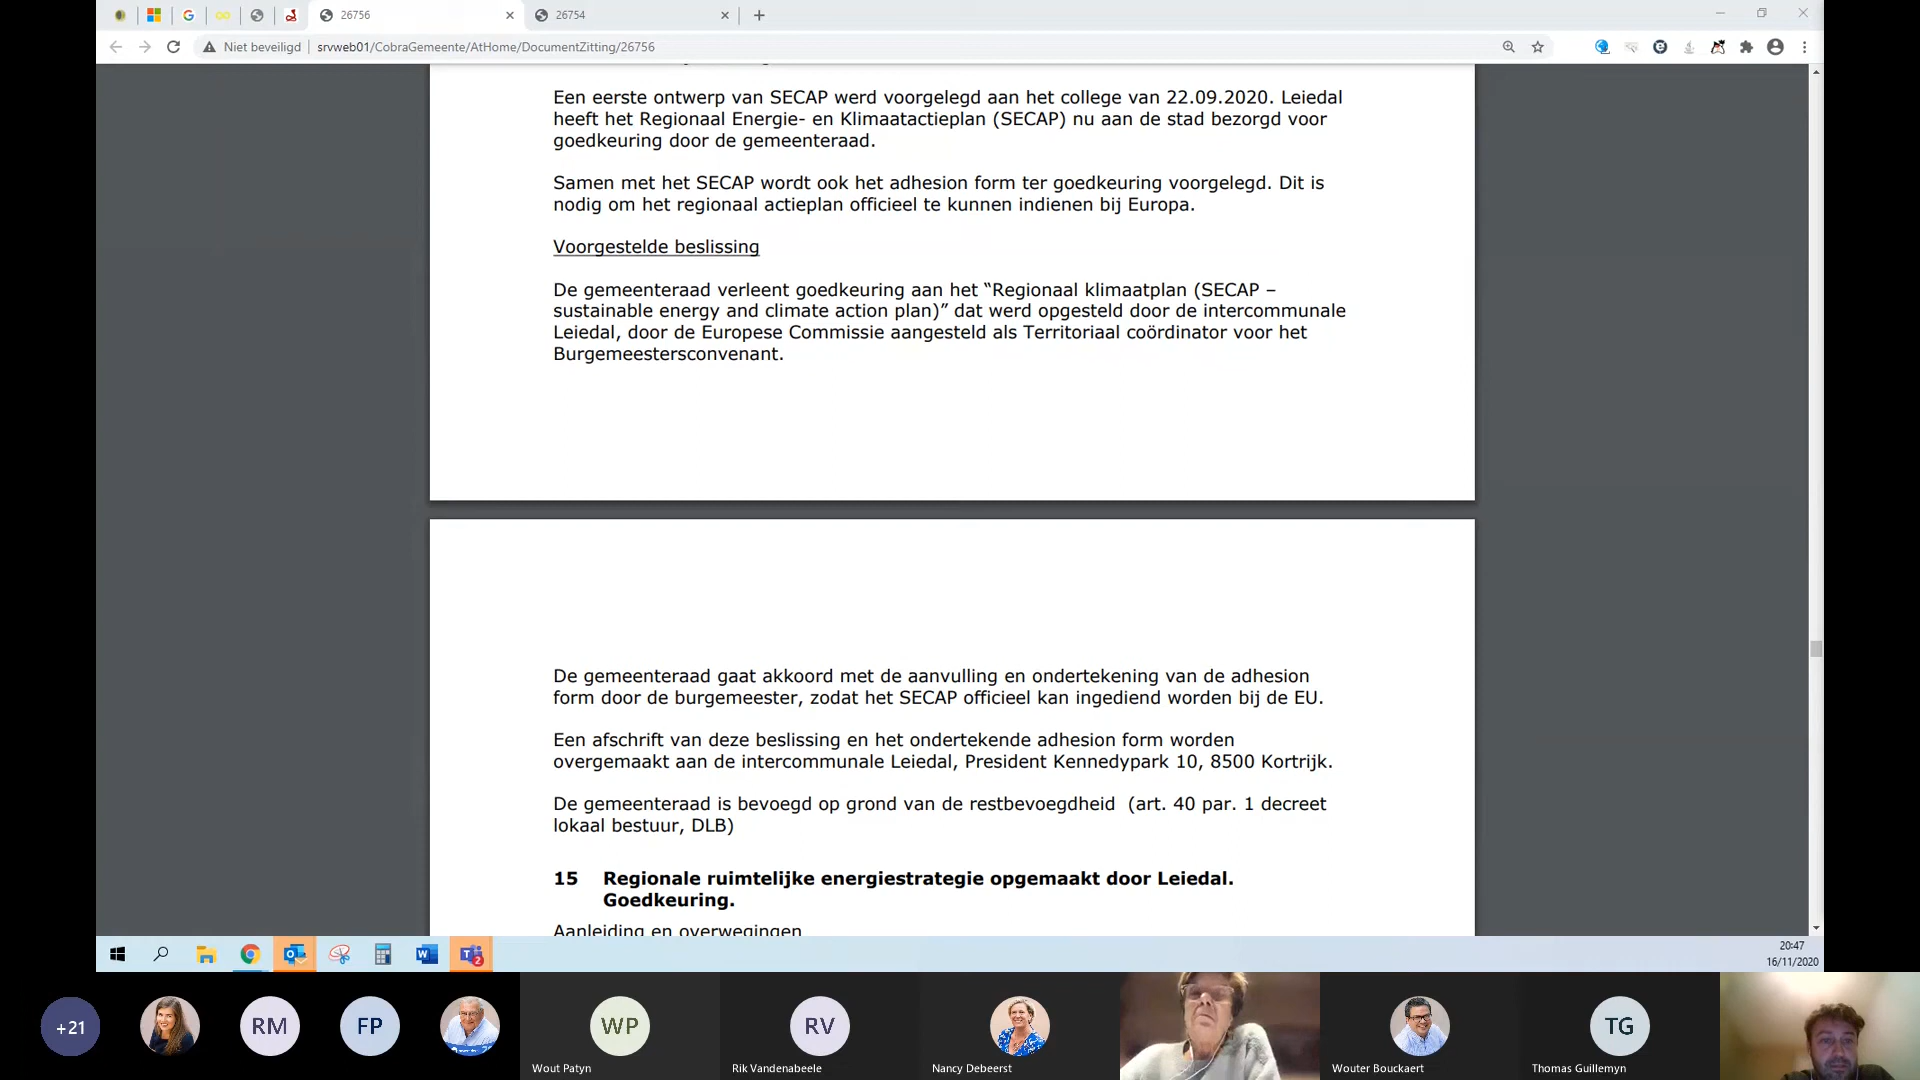 26756
26754
Niet beveiligd
srvweb01/CobraGemeente/AtHome/DocumentZitting/26756
Een eerste ontwerp van SECAP werd voorgelegd aan het college van 22.09.2020. Leiedal
heeft het Regionaal Energie- en Klimaatactieplan (SECAP) nu aan de stad bezorgd voor
goedkeuring door de gemeenteraad.
Samen met het SECAP wordt ook het adhesion form ter goedkeuring voorgelegd. Dit is
nodig om het regionaal actieplan officieel te kunnen indienen bij Europa.
Voorgestelde beslissing
De gemeenteraad verleent goedkeuring aan het “Regionaal klimaatplan (SECAP –
sustainable energy and climate action plan)” dat werd opgesteld door de intercommunale
Leiedal, door de Europese Commissie aangesteld als Territoriaal coördinator voor het
Burgemeestersconvenant.
De gemeenteraad gaat akkoord met de aanvulling en ondertekening van de adhesion
form door de burgemeester, zodat het SECAP officieel kan ingediend worden bij de EU.
Een afschrift van deze beslissing en het ondertekende adhesion form worden
overgemaakt aan de intercommunale Leiedal, President Kennedypark 10, 8500 Kortrijk.
De gemeenteraad is bevoegd op grond van de restbevoegdheid (art. 40 par. 1 decreet
lokaal bestuur, DLB)
15 Regionale ruimtelijke energiestrategie opgemaakt door Leiedal.
Goedkeuring.
Aanleiding en overwegingen
20:47
16/11/2020
+21
RM
FP
WP
RV
TG
Wout Patyn
Rik Vandenabeele
Nancy Debeerst
Wouter Bouckaert
Thomas Guillemyn